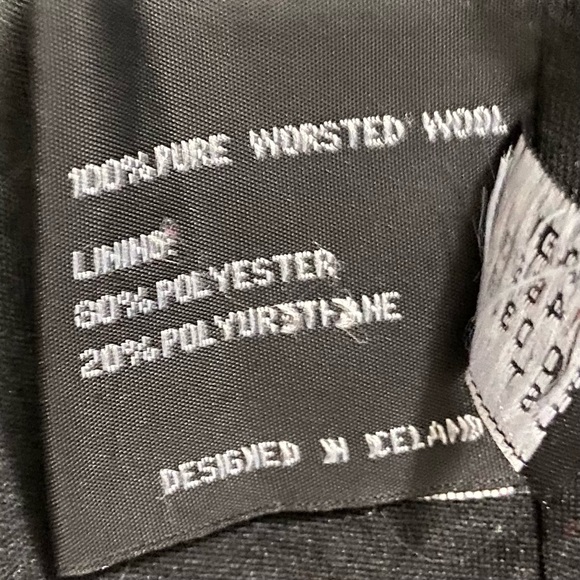 100% PURE WORSTED WOOL
LINING:
80% POLYESTER
20% POLYURETHANE
DESIGNED IN ICELAND